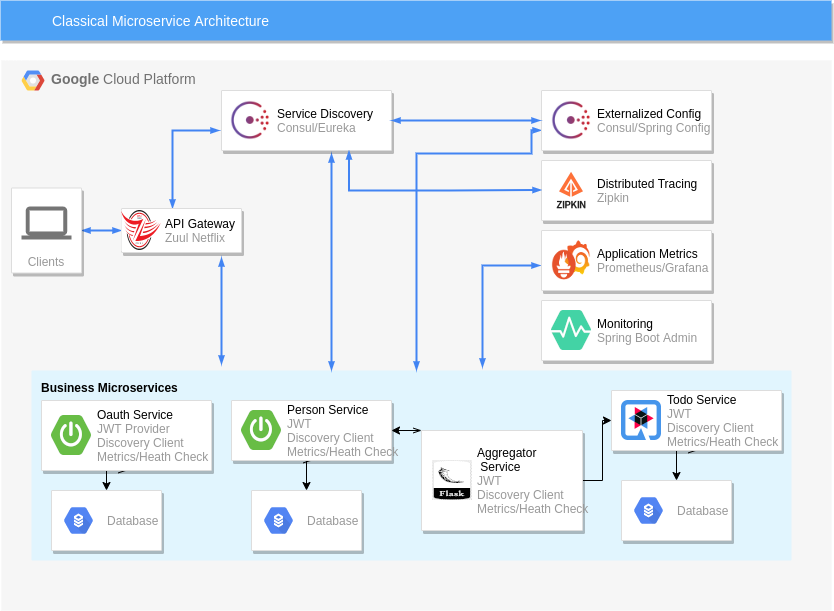 Classical Microservice Architecture
Google Cloud Platform
Service Discovery
Consul/Eureka
Externalized Config
Consul/Spring Config
ZIPKIN
Distributed Tracing
Zipkin
Clients
API Gateway
Zuul Netflix
Application Metrics
Prometheus/Grafana
Monitoring
Spring Boot Admin
Business Microservices
Oauth Service
JWT Provider
Discovery Client
Metrics/Heath Check
Database
Person Service
JWT
Discovery Client
Metrics/Heath Check
Database
Flask
Aggregator
Service
JWT
Discovery Client
Metrics/Heath Check
Todo Service
JWT
Discovery Client
Metrics/Heath Check
Database